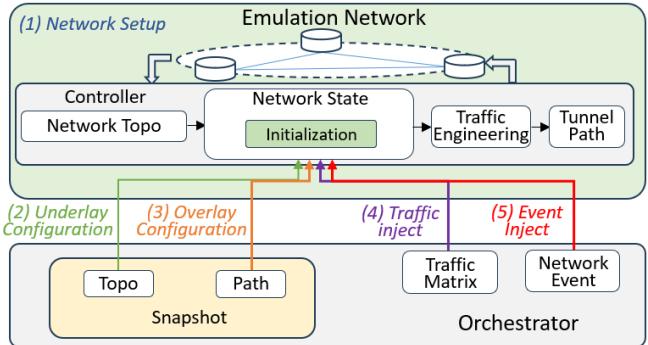 Emulation Network
(1) Network Setup
Controller
Network Topo
Network State
Initialization
Traffic
Engineering
Tunnel
Path
(2) Underlay
Configuration
(3) Overlay
Configuration
(4) Traffic
inject
(5) Event
Inject
Topo
Path
Snapshot
Traffic
Matrix
Network
Event
Orchestrator